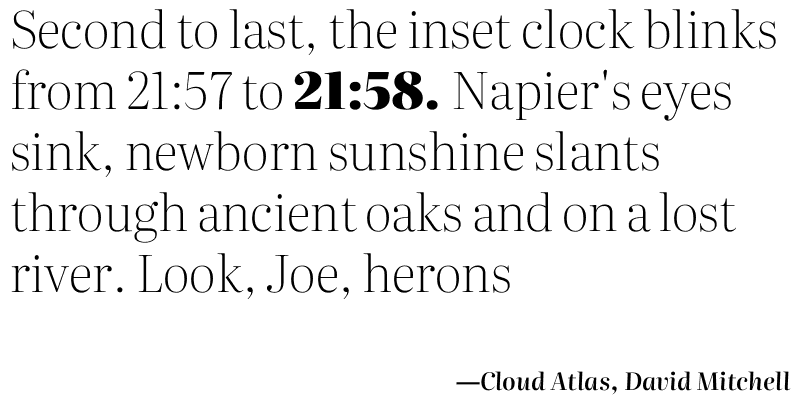 Second to last, the inset clock blinks
from 21:57 to 21:58. Napier's eyes
sink, newborn sunshine slants
through ancient oaks and on a lost
river. Look, Joe, herons
—Cloud Atlas, David Mitchell